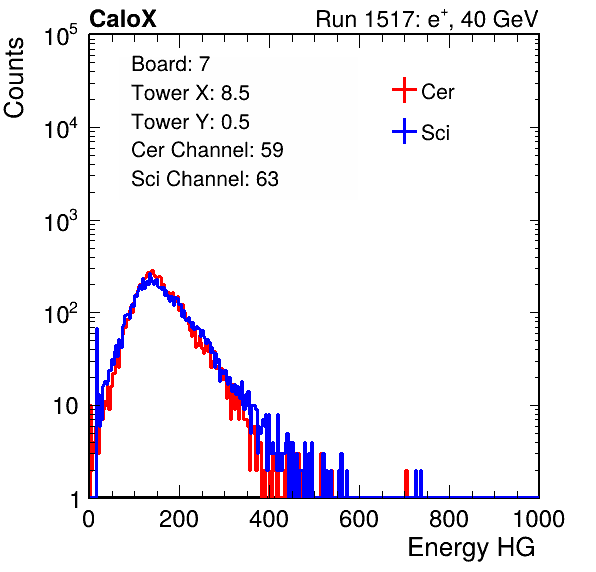 CaloX Run 1517: e⁺, 40 GeV
Counts
Board: 7
Tower X: 8.5
Tower Y: 0.5
Cer Channel: 59
Sci Channel: 63
Cer
Sci
10⁵
10⁴
10³
10²
10
1
0 200 400 600 800 1000
Energy HG